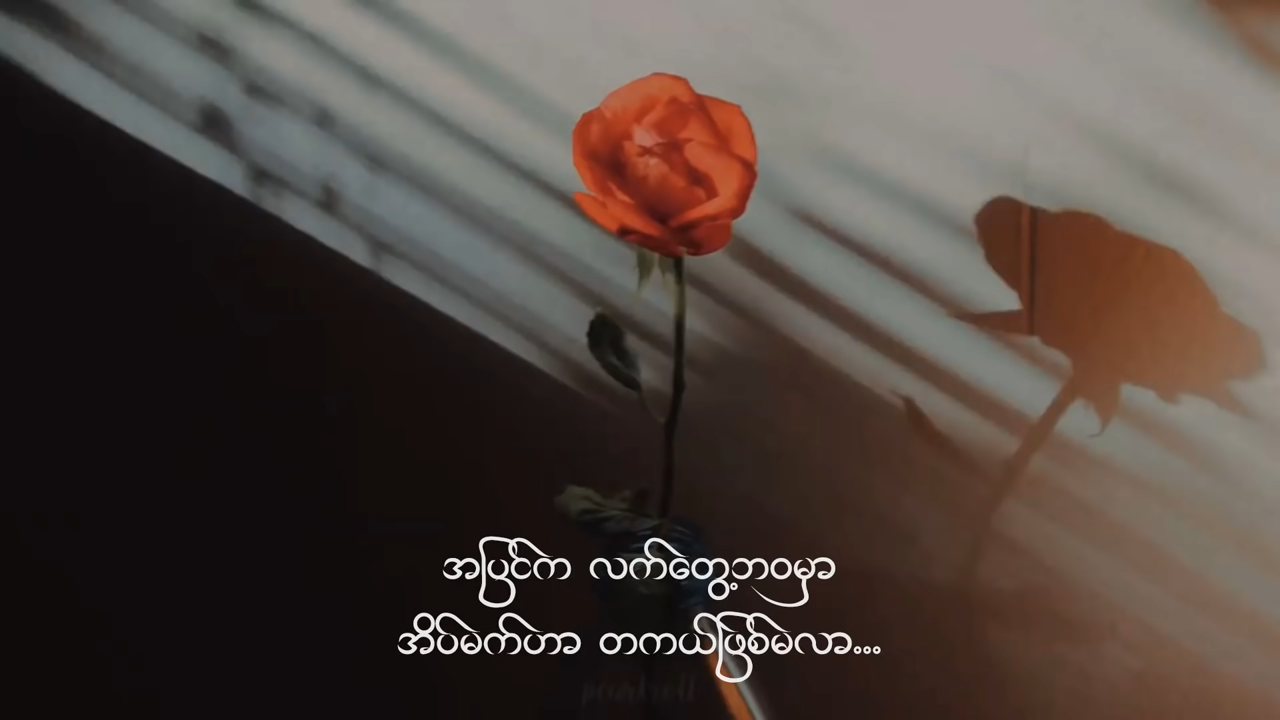 အပြင်က လက်တွေ့ဘဝမှာ
အိပ်မက်ဟာ တကယ်ဖြစ်မဲလာ...